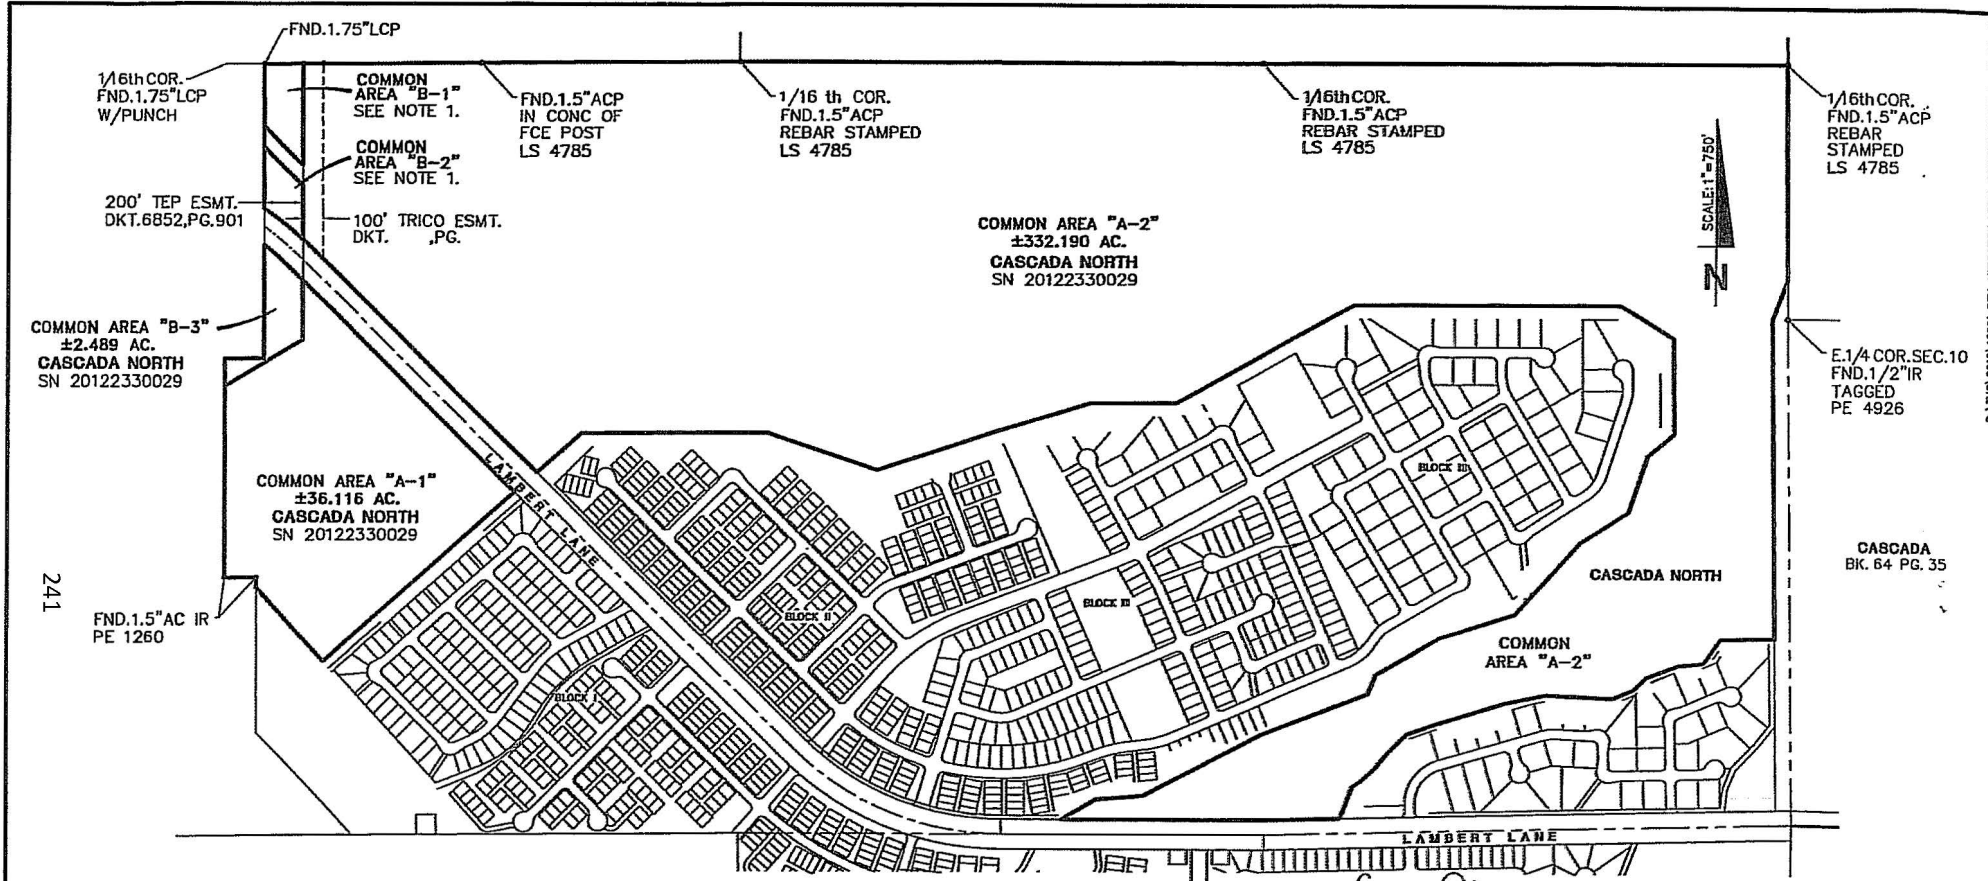 FND.1.75"LCP
1/16th COR.
FND.1.75"LCP
W/PUNCH
COMMON
AREA "B-1"
SEE NOTE 1.
COMMON
AREA "B-2"
SEE NOTE 1.
200' TEP ESMT.
DKT.6852,PG.901
100' TRICO ESMT.
DKT. ,PG.
FND.1.5"ACP
IN CONC OF
FCE POST
LS 4785
1/16 th COR.
FND.1.5"ACP
REBAR STAMPED
LS 4785
1/16th COR.
FND.1.5"ACP
REBAR STAMPED
LS 4785
1/16th COR.
FND.1.5"ACP
REBAR
STAMPED
LS 4785
SCALE: 1"=750'
N
COMMON AREA "A-2"
±332.190 AC.
CASCADA NORTH
SN 20122330029
COMMON AREA "B-3"
±2.489 AC.
CASCADA NORTH
SN 20122330029
E.1/4 COR.SEC.10
FND.1/2"IR
TAGGED
PE 4926
COMMON AREA "A-1"
±36.116 AC.
CASCADA NORTH
SN 20122330029
LAMBERT LANE
BLOCK III
CASCADA
BK. 64 PG. 35
CASCADA NORTH
241
FND.1.5"AC IR
PE 1260
BLOCK II
BLOCK III
COMMON
AREA "A-2"
BLOCK I
LAMBERT LANE